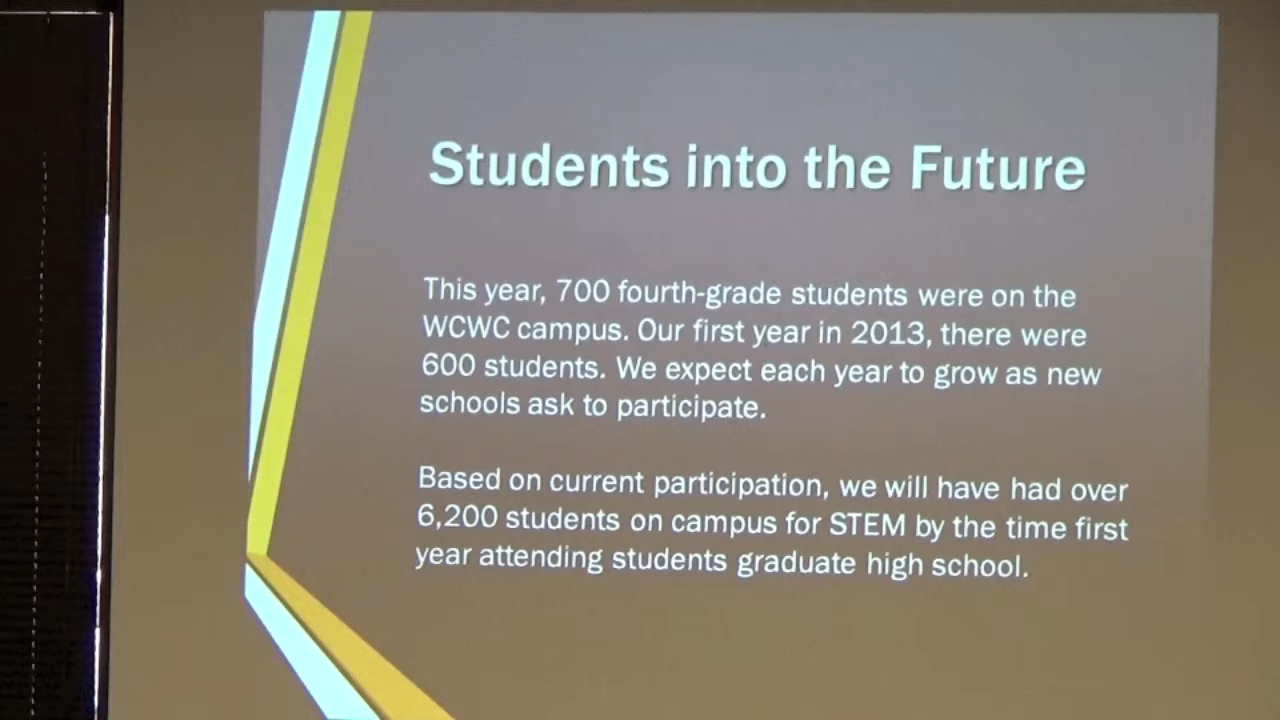 Students into the Future
This year, 700 fourth-grade students were on the
WCWC campus. Our first year in 2013, there were
600 students. We expect each year to grow as new
schools ask to participate.
Based on current participation, we will have had over
6,200 students on campus for STEM by the time first
year attending students graduate high school.